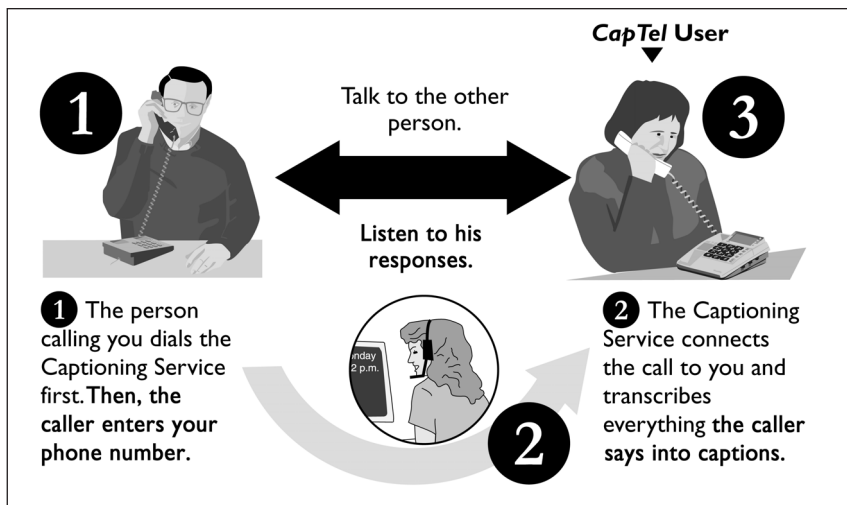 CapTel User
1
Talk to the other
person.
3
Listen to his
responses.
1 The person
calling you dials the
Captioning Service
first. Then, the
caller enters your
phone number.
nday
2 p.m.
2
2 The Captioning
Service connects
the call to you and
transcribes
everything the caller
says into captions.